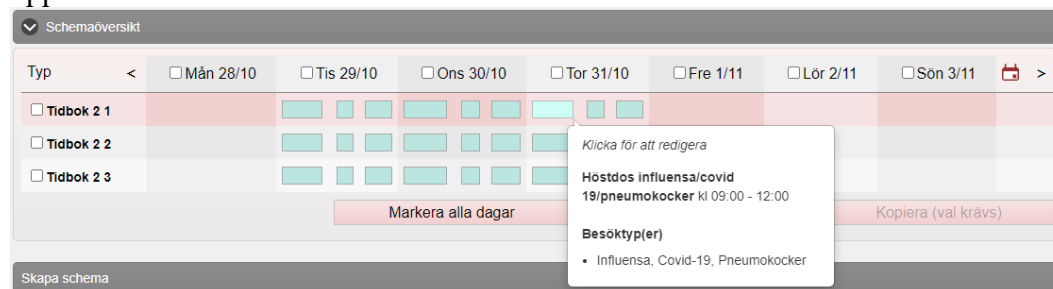 Schemaöversikt
Typ < Mån 28/10 Tis 29/10 Ons 30/10 Tor 31/10 Fre 1/11 Lör 2/11 Sön 3/11 >
Tidbok 2 1
Tidbok 2 2
Tidbok 2 3
Klicka för att redigera
Höstdos influensa/covid
19/pneumokocker kl 09:00 - 12:00
Besöktyp(er)
• Influensa, Covid-19, Pneumokocker
Markera alla dagar
Kopiera (val krävs)
Skapa schema